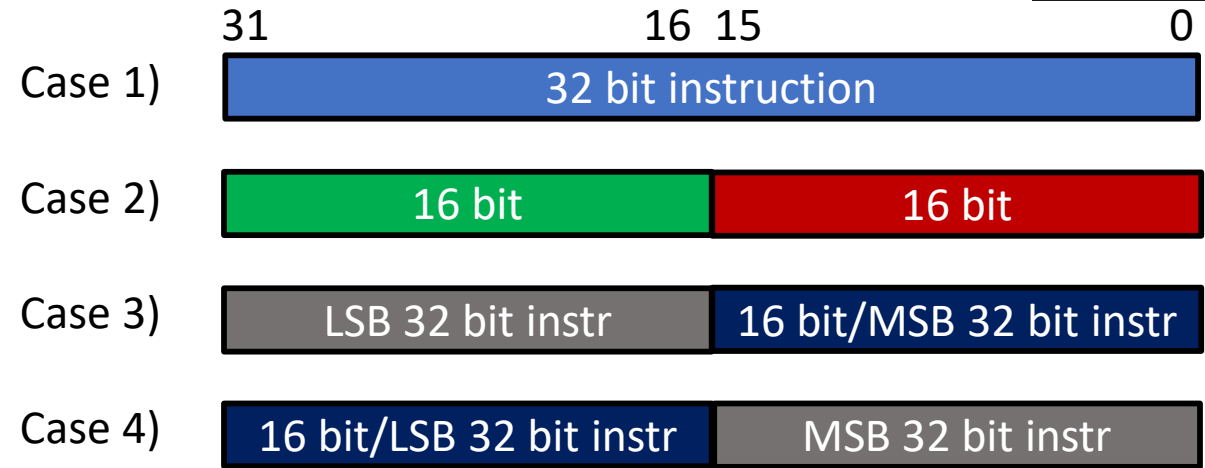 31 16 15 0
Case 1) 32 bit instruction
Case 2) 16 bit 16 bit
Case 3) LSB 32 bit instr 16 bit/MSB 32 bit instr
Case 4) 16 bit/LSB 32 bit instr MSB 32 bit instr